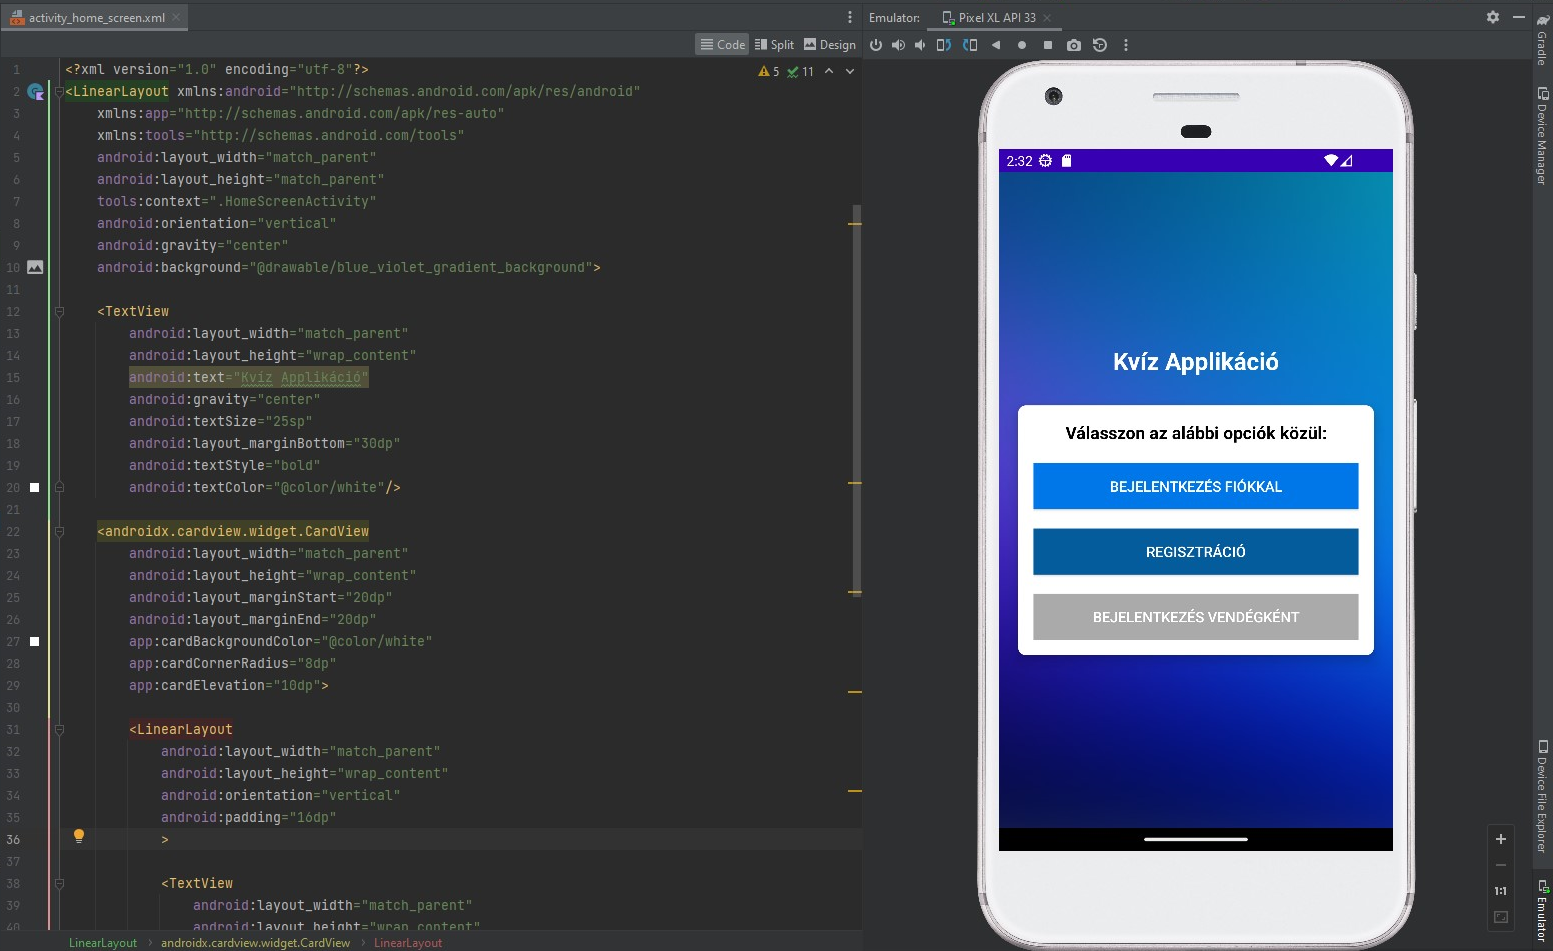 activity_home_screen.xml
Emulator: Pixel XL API 33
Code Split Design
5 11
1 <?xml version="1.0" encoding="utf-8"?>
2 <LinearLayout xmlns:android="http://schemas.android.com/apk/res/android"
3 xmlns:app="http://schemas.android.com/apk/res-auto"
4 xmlns:tools="http://schemas.android.com/tools"
5 android:layout_width="match_parent"
6 android:layout_height="match_parent"
7 tools:context=".HomeScreenActivity"
8 android:orientation="vertical"
9 android:gravity="center"
10 android:background="@drawable/blue_violet_gradient_background">
11
12 <TextView
13 android:layout_width="match_parent"
14 android:layout_height="wrap_content"
15 android:text="Kvíz Applikáció"
16 android:gravity="center"
17 android:textSize="25sp"
18 android:layout_marginBottom="30dp"
19 android:textStyle="bold"
20 android:textColor="@color/white"/>
21
22 <androidx.cardview.widget.CardView
23 android:layout_width="match_parent"
24 android:layout_height="wrap_content"
25 android:layout_marginStart="20dp"
26 android:layout_marginEnd="20dp"
27 app:cardBackgroundColor="@color/white"
28 app:cardCornerRadius="8dp"
29 app:cardElevation="10dp">
30
31 <LinearLayout
32 android:layout_width="match_parent"
33 android:layout_height="wrap_content"
34 android:orientation="vertical"
35 android:padding="16dp"
36 >
37
38 <TextView
39 android:layout_width="match_parent"
40 android:layout_height="wrap_content"
LinearLayout androidx.cardview.widget.CardView LinearLayout
2:32
Kvíz Applikáció
Válasszon az alábbi opciók közül:
BEJELENTKEZÉS FIÓKKAL
REGISZTRÁCIÓ
BEJELENTKEZÉS VENDÉGKÉNT
1:1
Gradle
Device Manager
Device File Explorer
Emulator